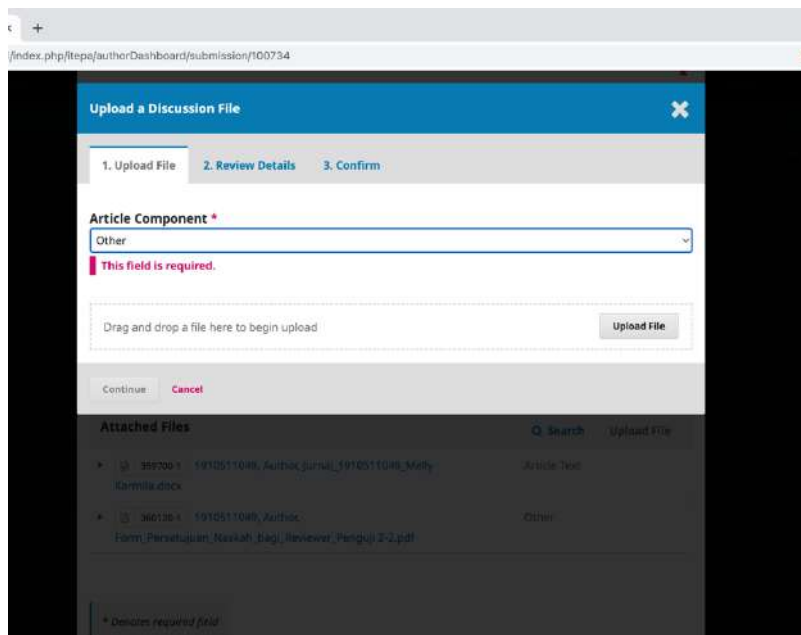 +
/index.php/itepa/authorDashboard/submission/100734
Upload a Discussion File
1. Upload File 2. Review Details 3. Confirm
Article Component *
Other
This field is required.
Drag and drop a file here to begin upload Upload File
Continue Cancel
Attached Files Search Upload File
359700-1 1910511049, Author, Jurnal_1910511049_Melly Article Text
Karmila.docx
360120-1 1910511049, Author, Other
Form_Persetujuan_Naskah_bagi_Reviewer_Penguji 2-2.pdf
* Denotes required field